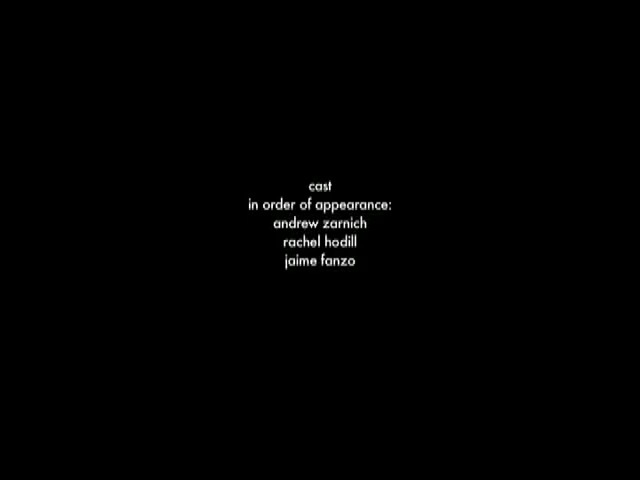 cast
in order of appearance:
andrew zarnich
rachel hodill
jaime fanzo